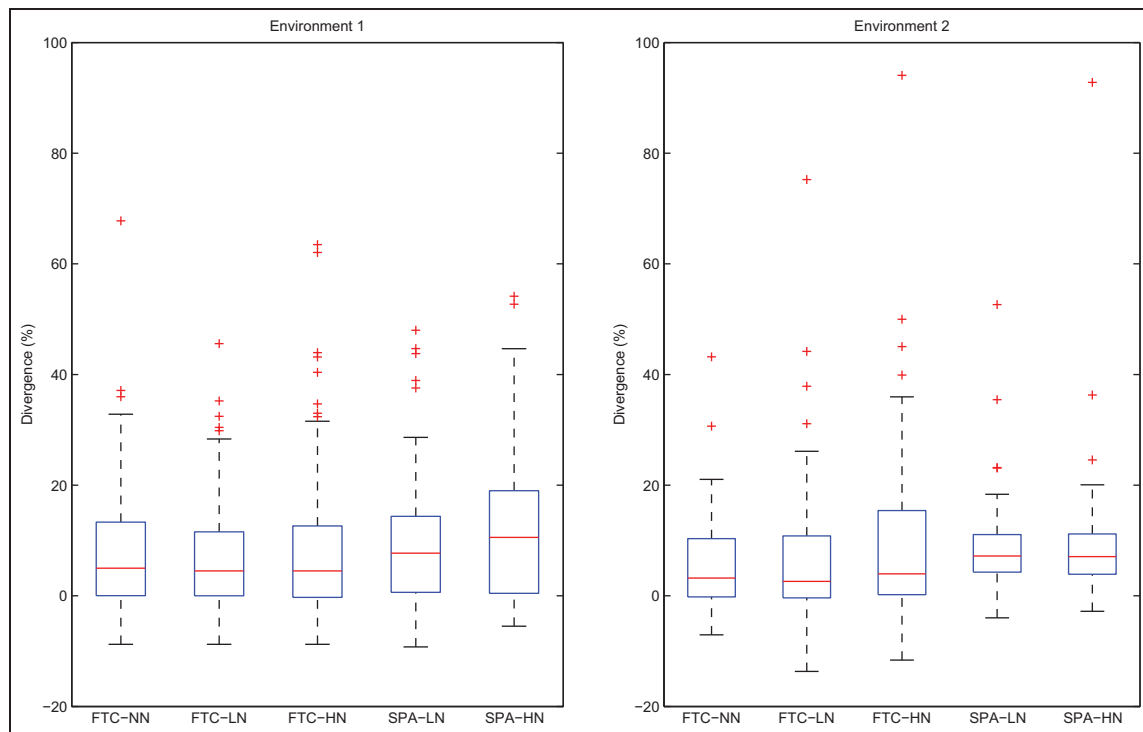 Environment 1
100
80
60
40
20
0
−20
Divergence (%)
FTC−NN FTC−LN FTC−HN SPA−LN SPA−HN
Environment 2
100
80
60
40
20
0
−20
Divergence (%)
FTC−NN FTC−LN FTC−HN SPA−LN SPA−HN